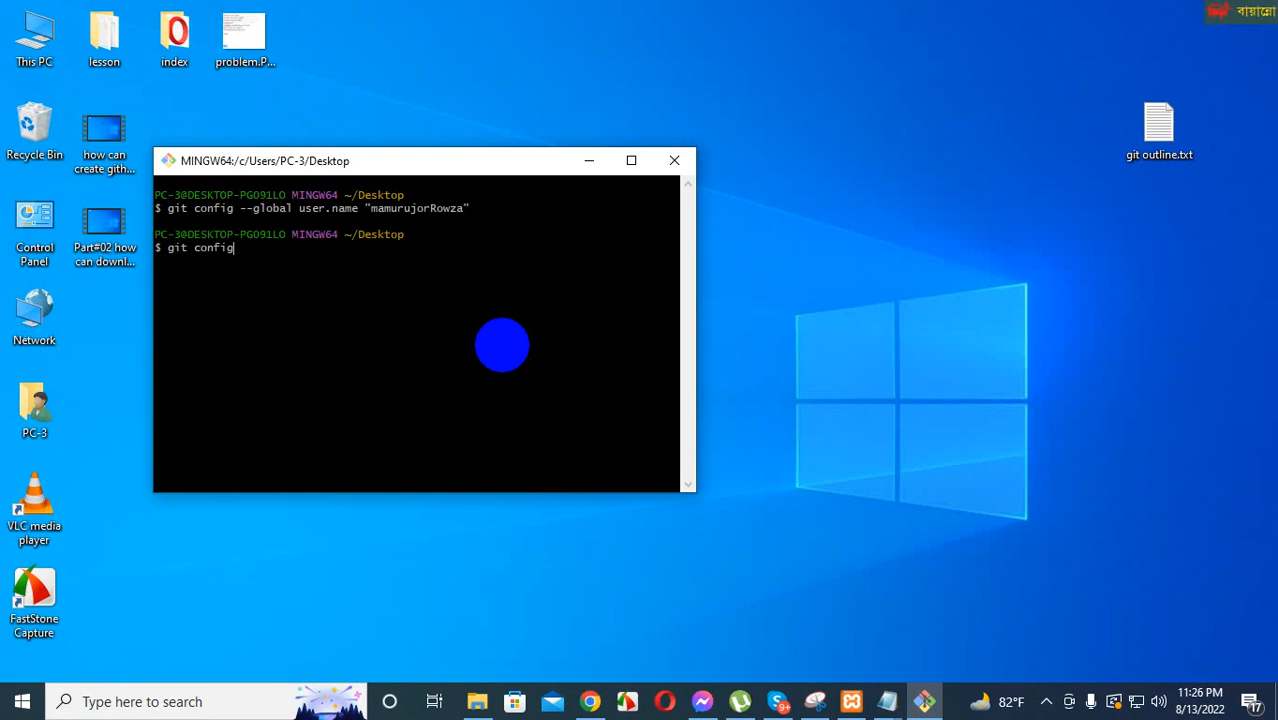 বায়ান্নো
This PC
lesson
index
problem.P...
Recycle Bin
how can
create gith...
git outline.txt
MINGW64:/c/Users/PC-3/Desktop
PC-3@DESKTOP-PGO91LO MINGW64 ~/Desktop
$ git config --global user.name "mamurujorRowza"
PC-3@DESKTOP-PGO91LO MINGW64 ~/Desktop
$ git config
Control
Panel
Part#02 how
can downl...
Network
PC-3
VLC media
player
FastStone
Capture
Type here to search
9+
82°F
11:26 PM
8/13/2022
17